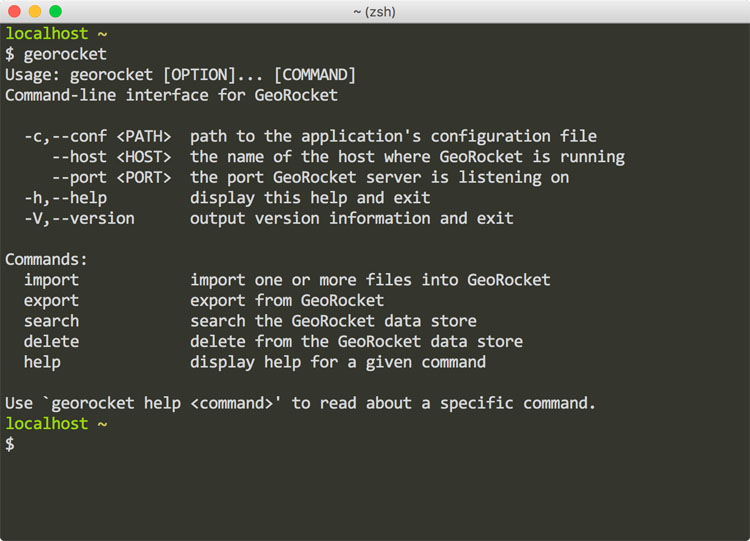 ~ (zsh)
localhost ~
$ georocket
Usage: georocket [OPTION]... [COMMAND]
Command-line interface for GeoRocket
-c,--conf <PATH>  path to the application's configuration file
--host <HOST>  the name of the host where GeoRocket is running
--port <PORT>  the port GeoRocket server is listening on
-h,--help         display this help and exit
-V,--version      output version information and exit
Commands:
import            import one or more files into GeoRocket
export            export from GeoRocket
search            search the GeoRocket data store
delete            delete from the GeoRocket data store
help              display help for a given command
Use `georocket help <command>' to read about a specific command.
localhost ~
$